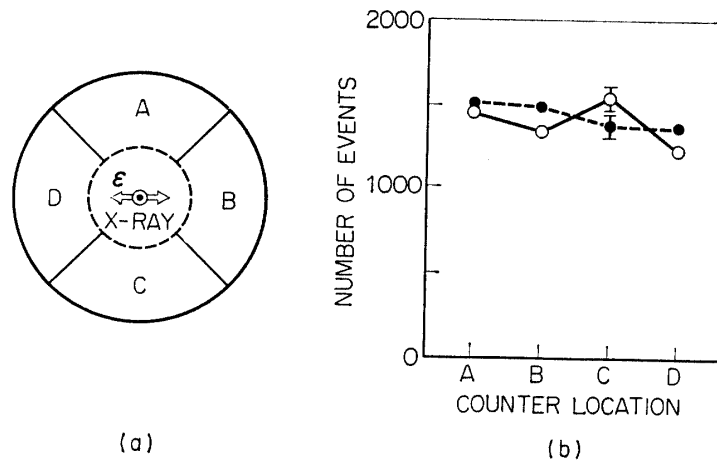 A
D
ε
B
X-RAY
C
(a)
NUMBER OF EVENTS
2000
1000
0
A B C D
COUNTER LOCATION
(b)